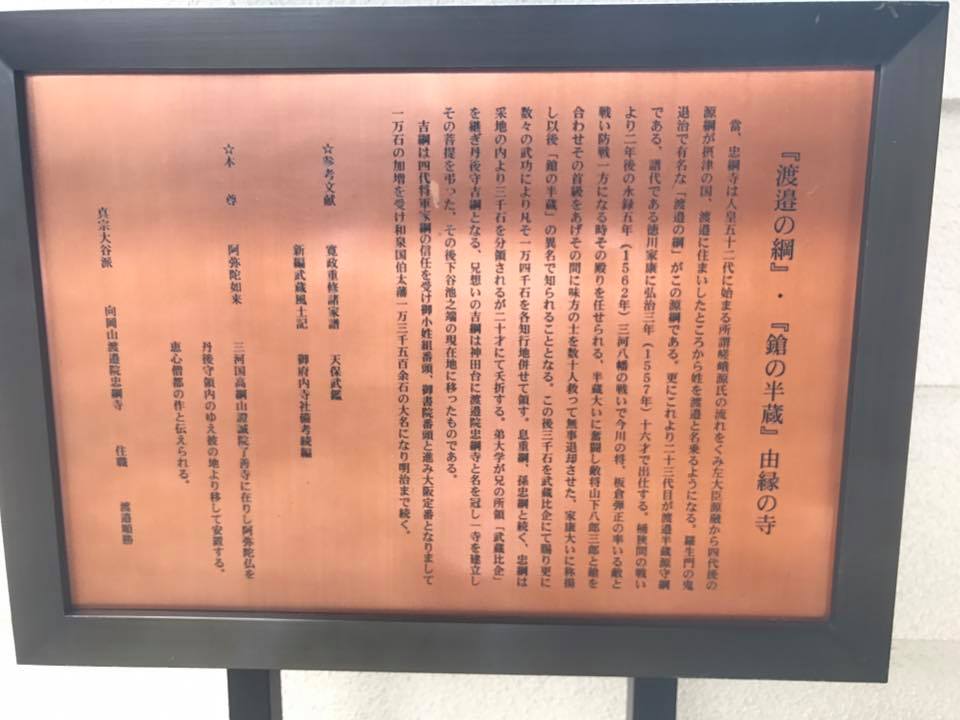 『渡邉の綱』・『鎗の半蔵』由縁の寺
當、忠綱寺は人皇五十二代に始まる所謂嵯峨源氏の流れをくみ左大臣源融から四代後の
源綱が摂津の国、渡邉に住まいしたところから姓を渡邉と名乗るようになる。羅生門の鬼
退治で有名な「渡邉の綱」がこの源綱である。更にこれより二十三代目が渡邉半蔵源守綱
である、譜代である徳川家康に弘治三年(1557年)十六才で出仕する。桶狭間の戦い
より二年後の永録五年(1562年)三河八幡の戦いで今川の将、板倉弾正の率いる敵と
戦い防戦一方になる時その殿りを任せられる、半蔵大いに奮闘し敵将山下八郎三郎と鎗を
合わせその首級をあげその間に味方の士を数十人救って無事退却させた、家康大いに称揚
し以後「鎗の半蔵」の異名で知られることとなる。この後三千石を武蔵比企にて賜り更に
数々の武功により凡そ一万四千石を各知行地併せて領す。息重綱、孫忠綱と続く、忠綱は
采地の内より三千石を分領されるが二十才にて夭折する。弟大学が兄の所領「武蔵比企」
を継ぎ丹後守吉綱となる、兄想いの吉綱は神田台に渡邉院忠綱寺と名を冠し一寺を建立し
その菩提を弔った、その後下谷池之端の現在地に移ったものである。
吉綱は四代将軍家綱の信任を受け御小姓組番頭、御書院番頭と進み大阪定番となりまして
一万石の加増を受け和泉国伯太藩一万三千五百余石の大名になり明治まで続く。
☆参考文献 寛政重修諸家譜 天保武鑑
新編武蔵風土記 御府内寺社備考続編
☆本尊 阿弥陀如来 三河国高綱山證誠院了善寺に在りし阿弥陀仏を
丹後守領内のゆえ彼の地より移して安置する。
恵心僧都の作と伝えられる。
真宗大谷派 向岡山渡邉院忠綱寺 住職 渡邉順勝